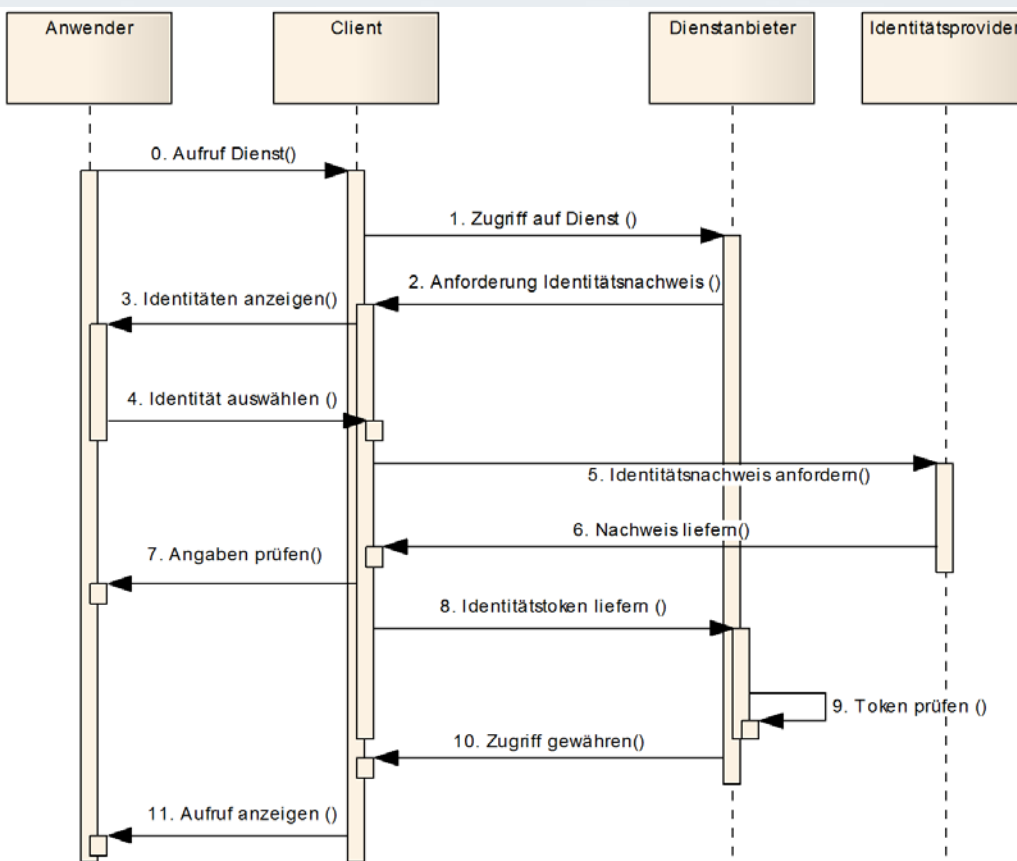 Anwender
Client
Dienstanbieter
Identitätsprovider
0. Aufruf Dienst()
1. Zugriff auf Dienst ()
2. Anforderung Identitätsnachweis ()
3. Identitäten anzeigen()
4. Identität auswählen ()
5. Identitätsnachweis anfordern()
6. Nachweis liefern()
7. Angaben prüfen()
8. Identitätstoken liefern ()
9. Token prüfen ()
10. Zugriff gewähren()
11. Aufruf anzeigen ()